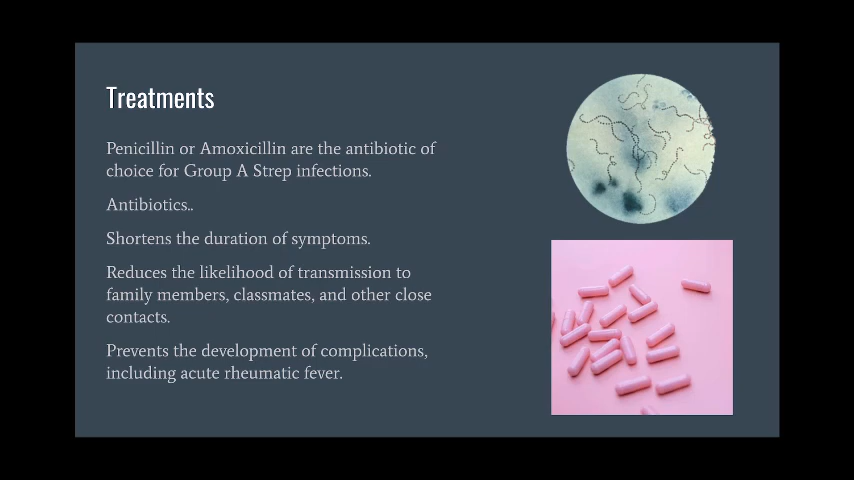 Treatments
Penicillin or Amoxicillin are the antibiotic of
choice for Group A Strep infections.
Antibiotics..
Shortens the duration of symptoms.
Reduces the likelihood of transmission to
family members, classmates, and other close
contacts.
Prevents the development of complications,
including acute rheumatic fever.